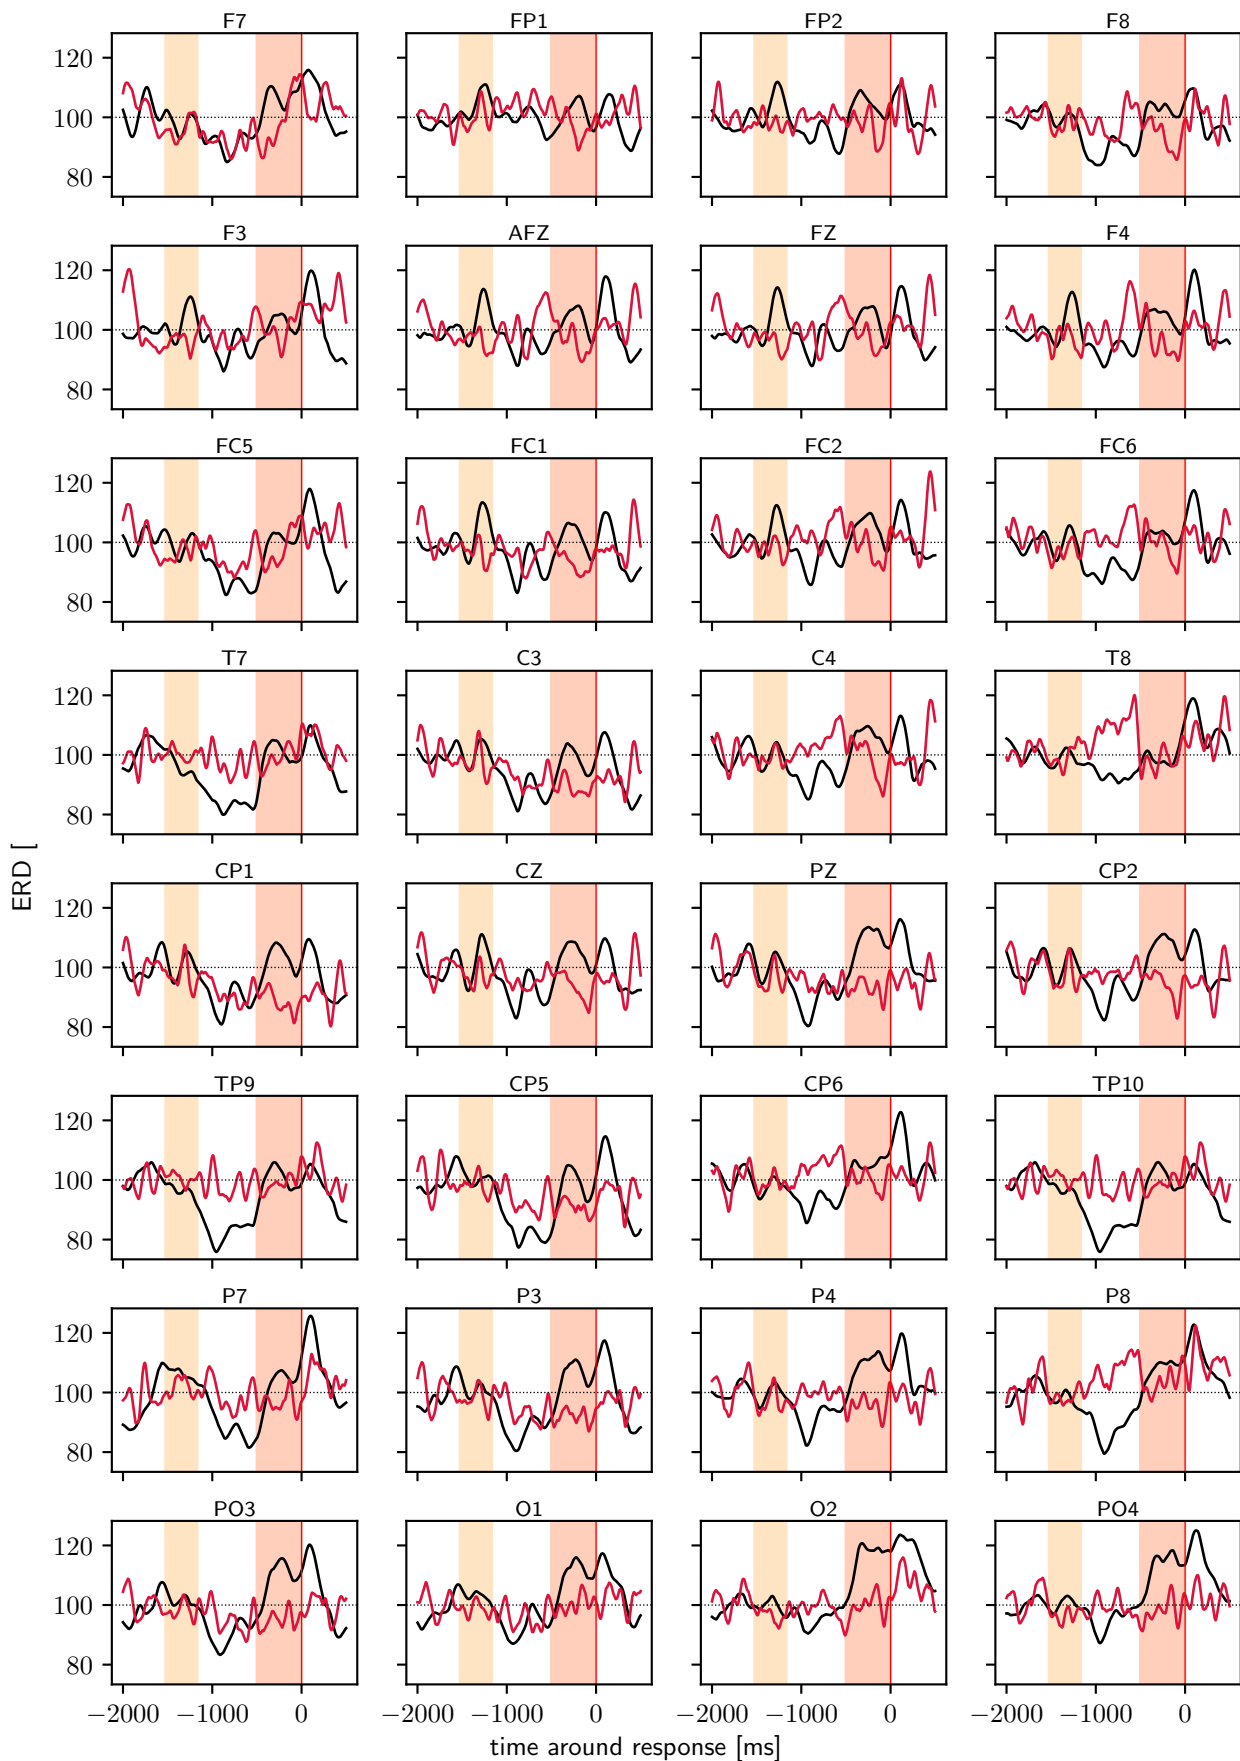 F7 FP1 FP2 F8
120
100
80
F3 AFZ FZ F4
120
100
80
FC5 FC1 FC2 FC6
120
100
80
T7 C3 C4 T8
120
100
80
ERD [
CP1 CZ PZ CP2
120
100
80
TP9 CP5 CP6 TP10
120
100
80
P7 P3 P4 P8
120
100
80
PO3 O1 O2 PO4
120
100
80
−2000 −1000 0 −2000 −1000 0 −2000 −1000 0 −2000 −1000 0
time around response [ms]